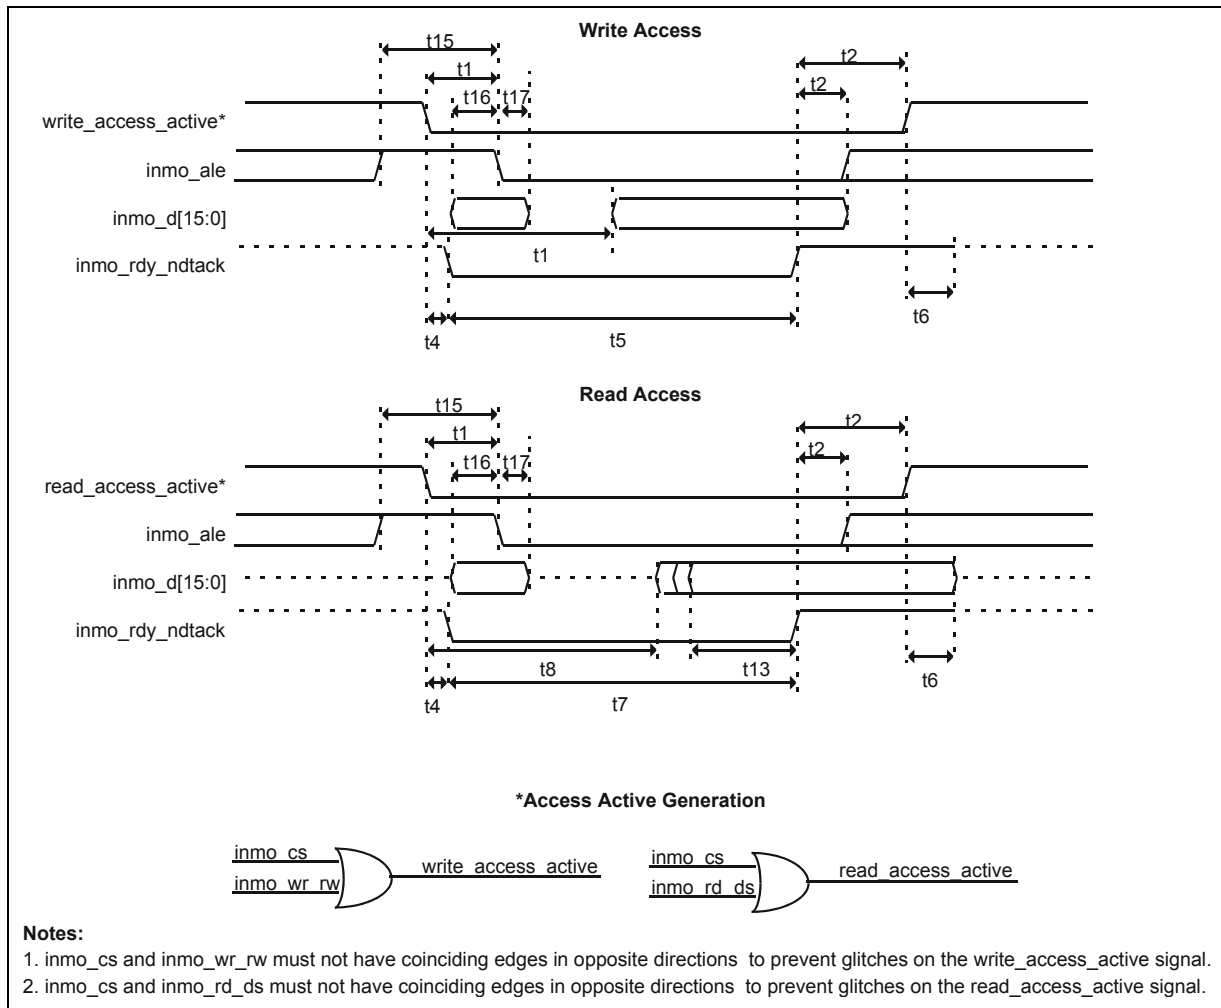 Write Access
t15
t2
t1
t2
t16
t17
write_access_active*
inmo_ale
inmo_d[15:0]
t1
inmo_rdy_ndtack
t6
t4
t5
Read Access
t15
t2
t1
t2
t16
t17
read_access_active*
inmo_ale
inmo_d[15:0]
inmo_rdy_ndtack
t8
t13
t6
t4
t7
*Access Active Generation
inmo_cs
write_access_active
inmo_wr_rw
inmo_cs
read_access_active
inmo_rd_ds
Notes:
1. inmo_cs and inmo_wr_rw must not have coinciding edges in opposite directions to prevent glitches on the write_access_active signal.
2. inmo_cs and inmo_rd_ds must not have coinciding edges in opposite directions to prevent glitches on the read_access_active signal.